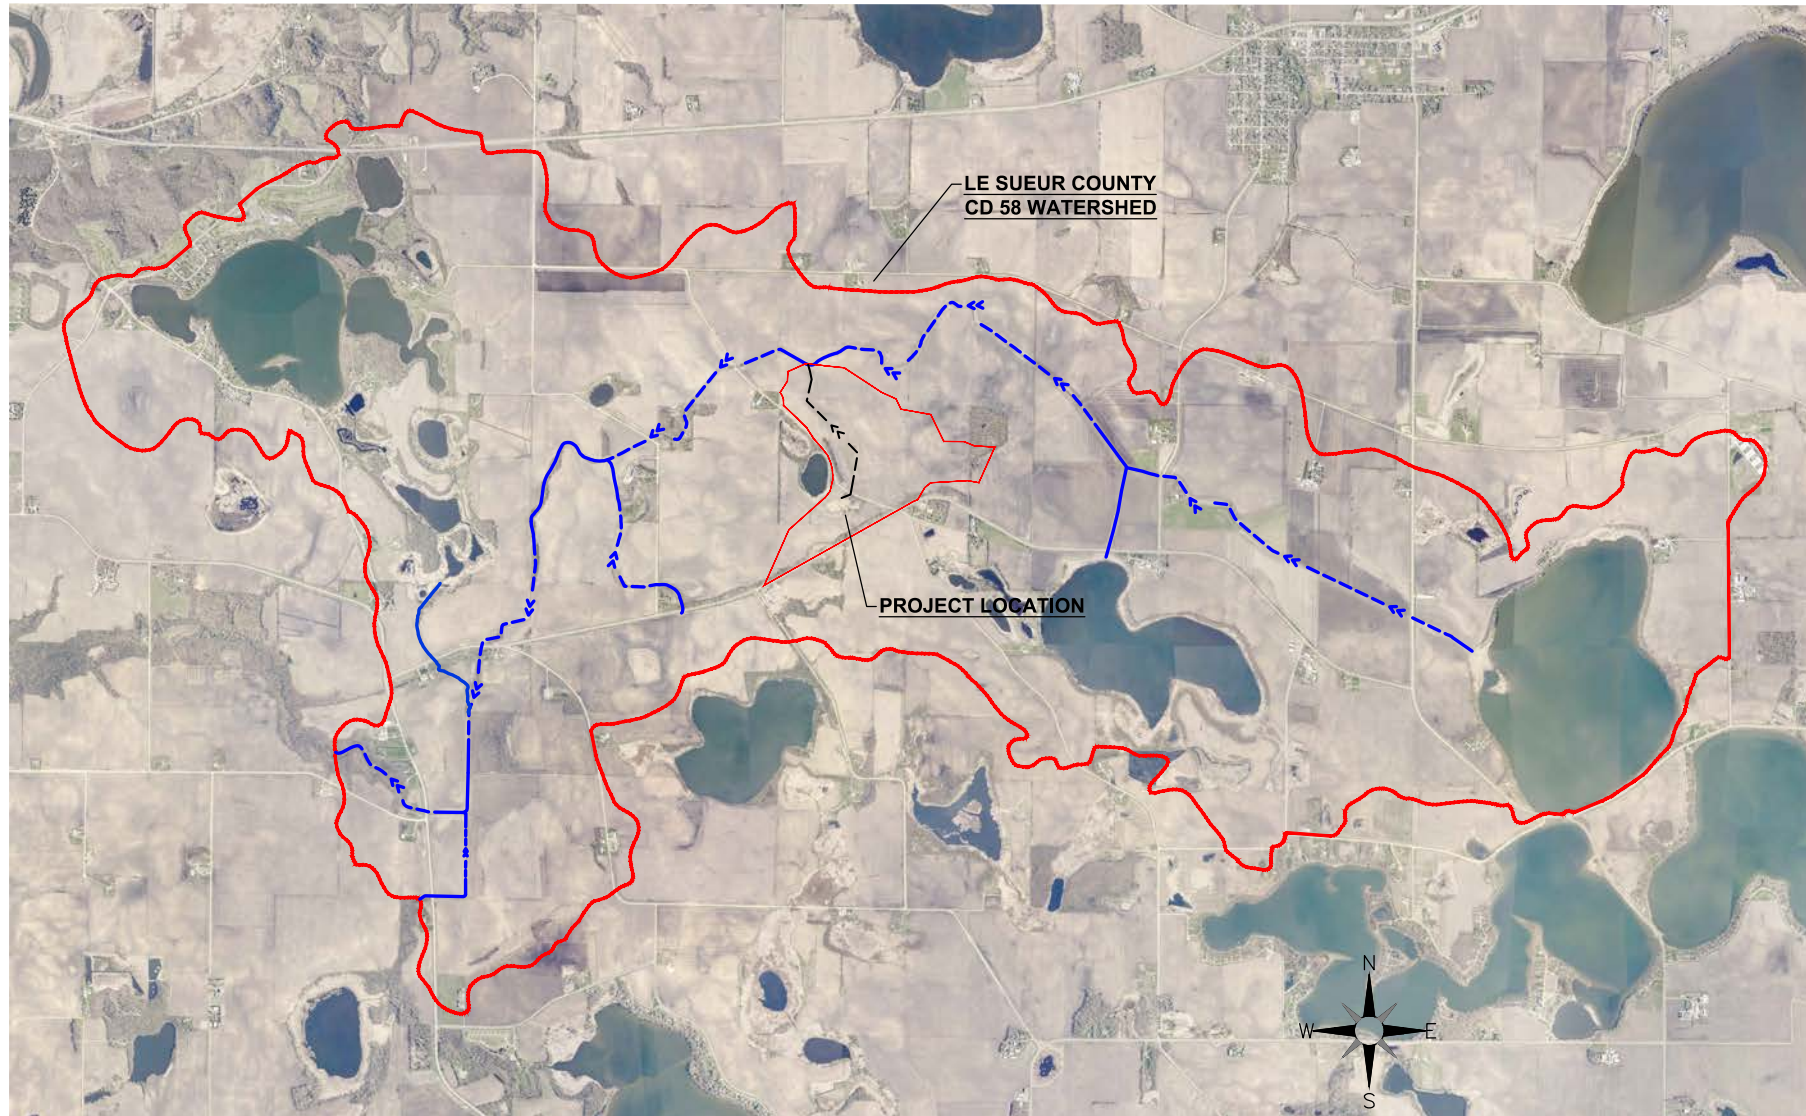 LE SUEUR COUNTY
CD 58 WATERSHED
PROJECT LOCATION
N
W E
S